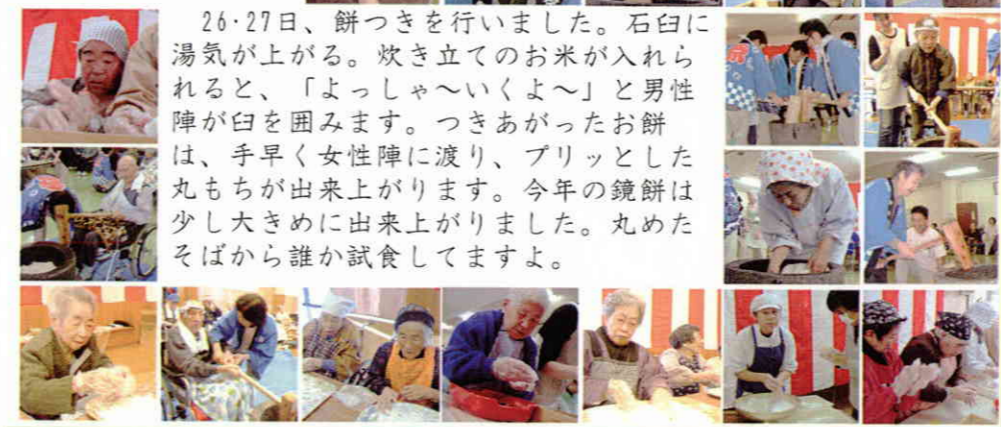 26・27日、餅つきを行いました。石臼に
湯気が上がる。炊き立てのお米が入れら
れると、「よっしゃ～いくよ～」と男性
陣が臼を囲みます。つきあがったお餅
は、手早く女性陣に渡り、プリッとした
丸もちが出来上がります。今年の鏡餅は
少し大きめに出来上がりました。丸めた
そばから誰か試食してますよ。